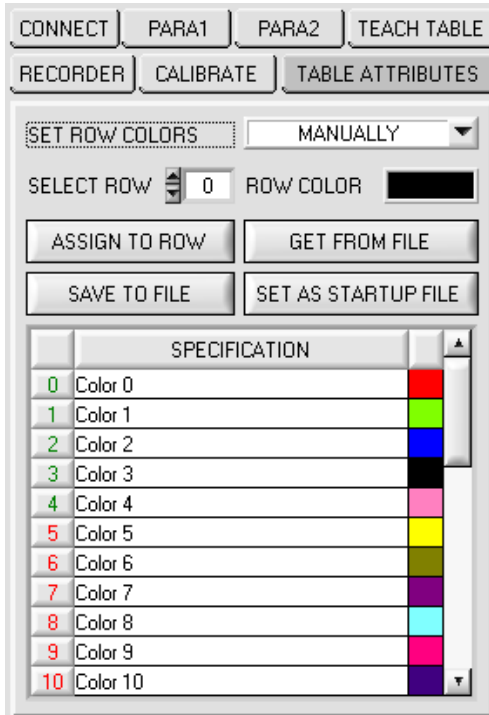 CONNECT PARA1 PARA2 TEACH TABLE
RECORDER CALIBRATE TABLE ATTRIBUTES
SET ROW COLORS MANUALLY
SELECT ROW 0 ROW COLOR
ASSIGN TO ROW GET FROM FILE
SAVE TO FILE SET AS STARTUP FILE
SPECIFICATION
0 Color 0
1 Color 1
2 Color 2
3 Color 3
4 Color 4
5 Color 5
6 Color 6
7 Color 7
8 Color 8
9 Color 9
10 Color 10